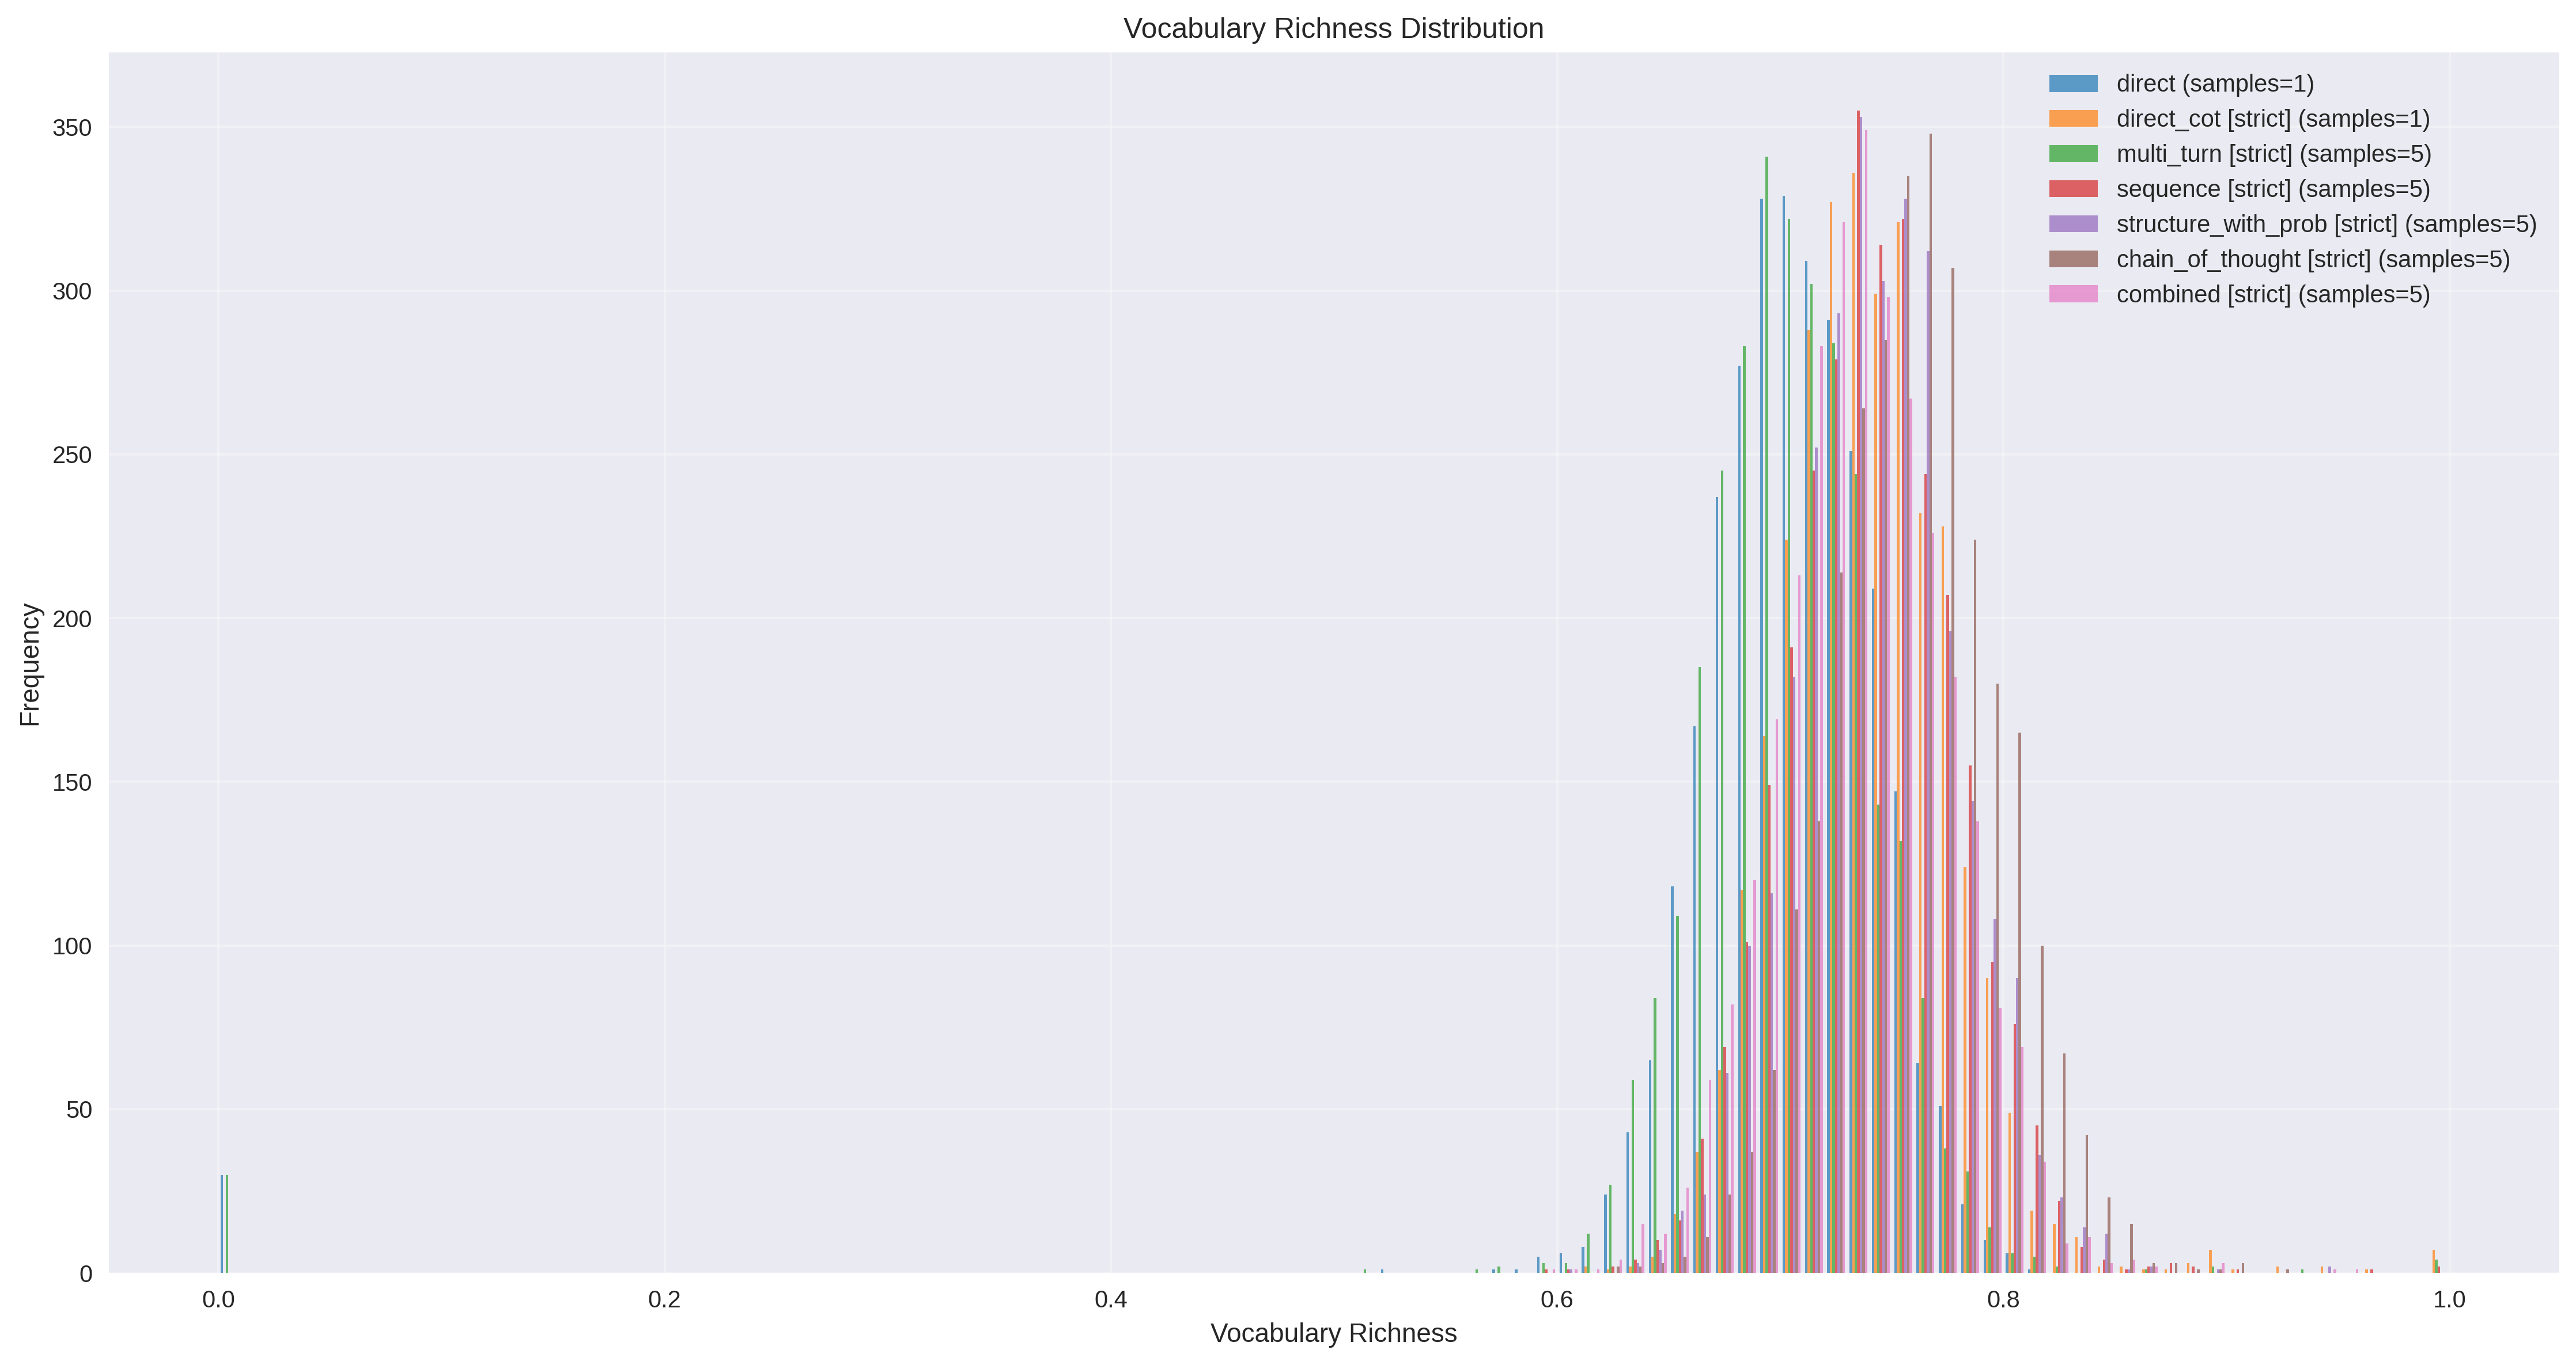 Vocabulary Richness Distribution
direct (samples=1)
direct_cot [strict] (samples=1)
multi_turn [strict] (samples=5)
sequence [strict] (samples=5)
structure_with_prob [strict] (samples=5)
chain_of_thought [strict] (samples=5)
combined [strict] (samples=5)
Frequency
350
300
250
200
150
100
50
0
0.0 0.2 0.4 0.6 0.8 1.0
Vocabulary Richness